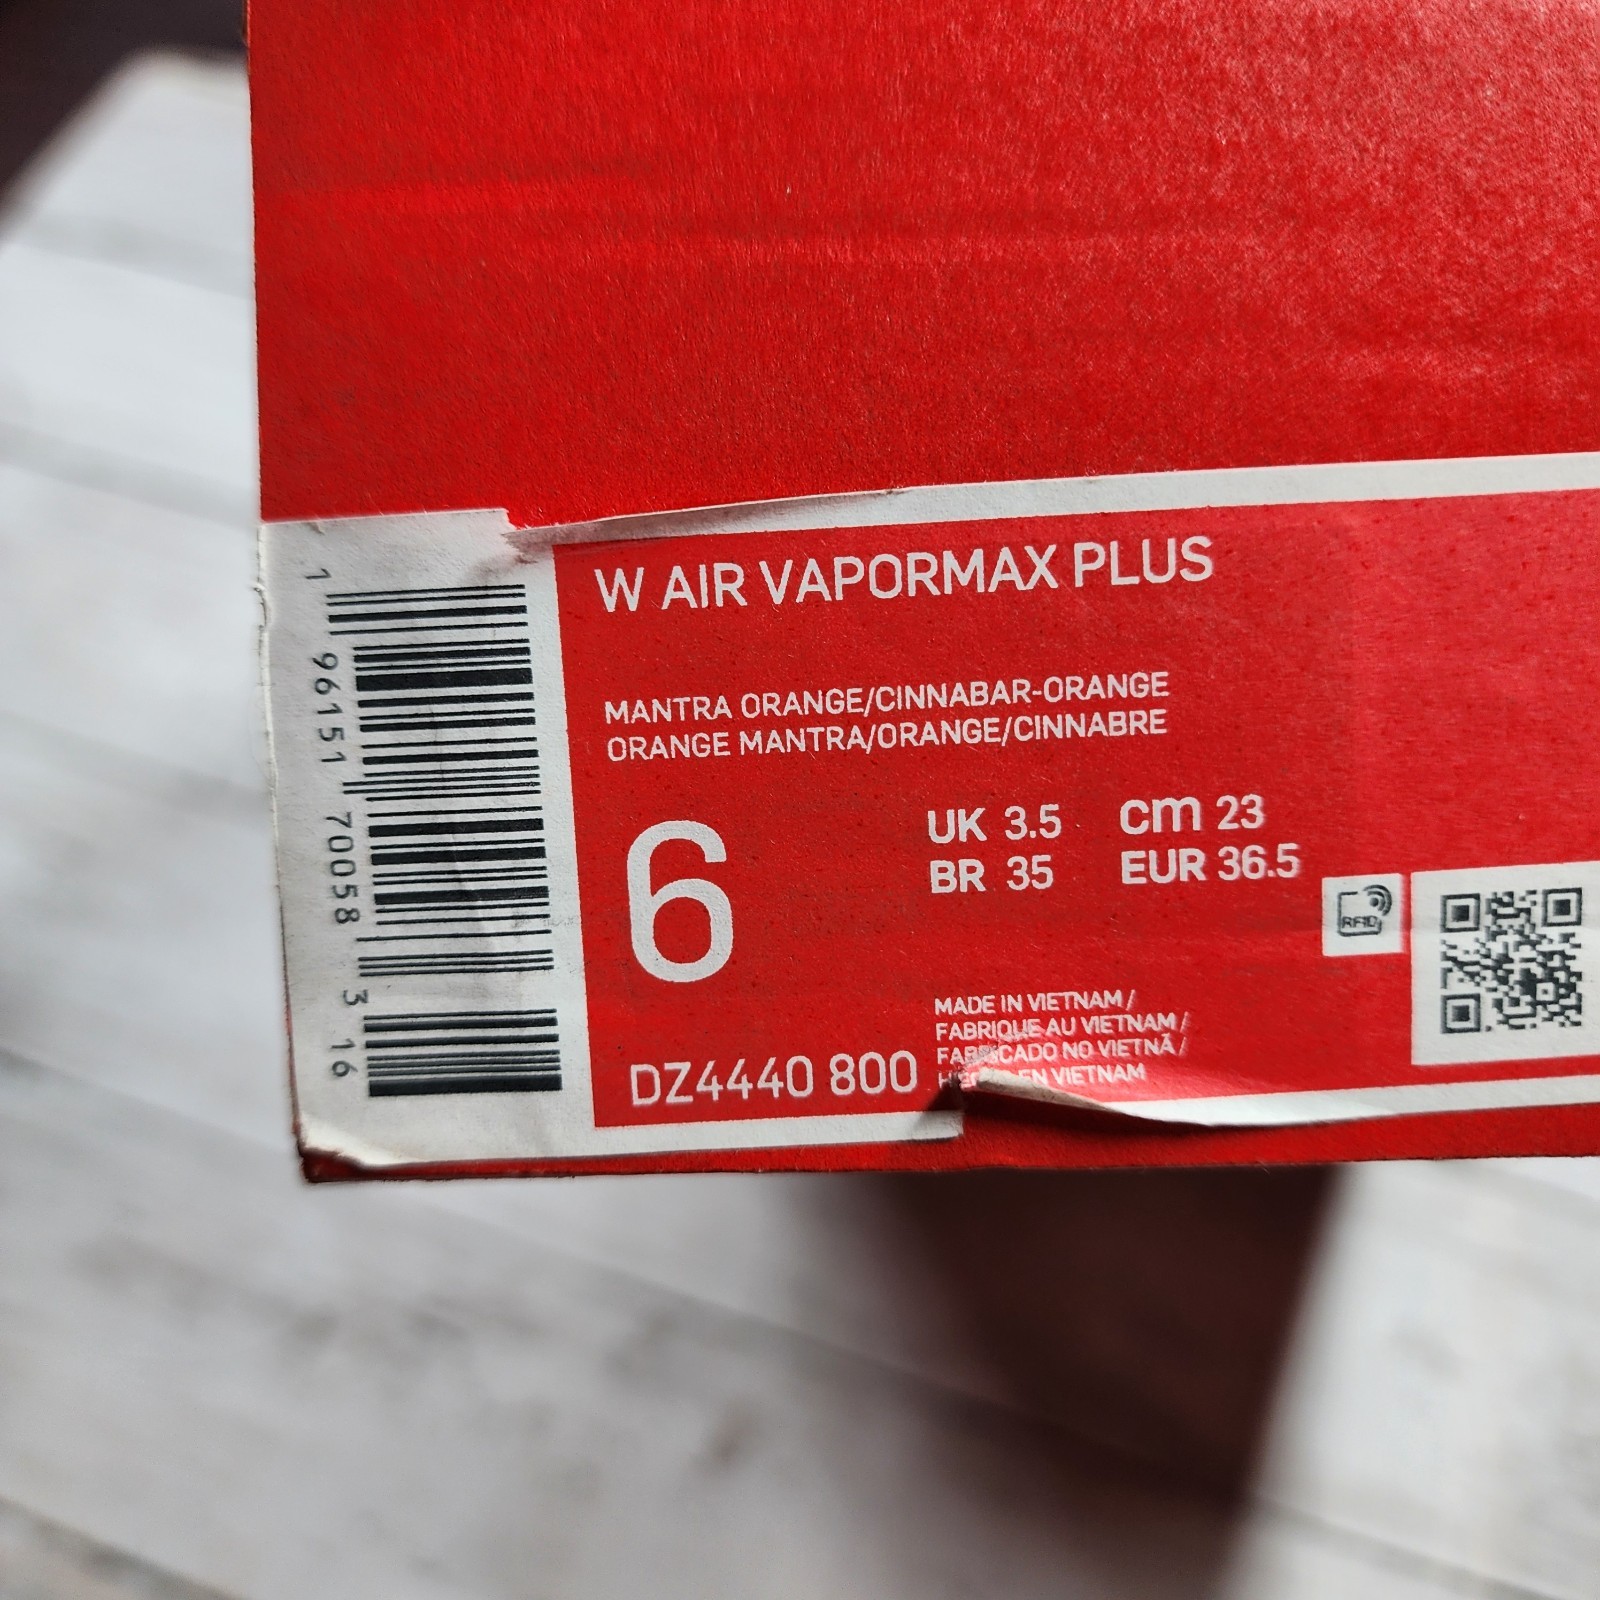 W AIR VAPORMAX PLUS
MANTRA ORANGE/CINNABAR-ORANGE
ORANGE MANTRA/ORANGE/CINNABRE
6
UK 3.5 cm 23
BR 35 EUR 36.5
RFID
MADE IN VIETNAM /
FABRIQUE AU VIETNAM /
NO VIETNÃ /
EN VIETNAM
DZ4440 800
1 96151 70058 3 16